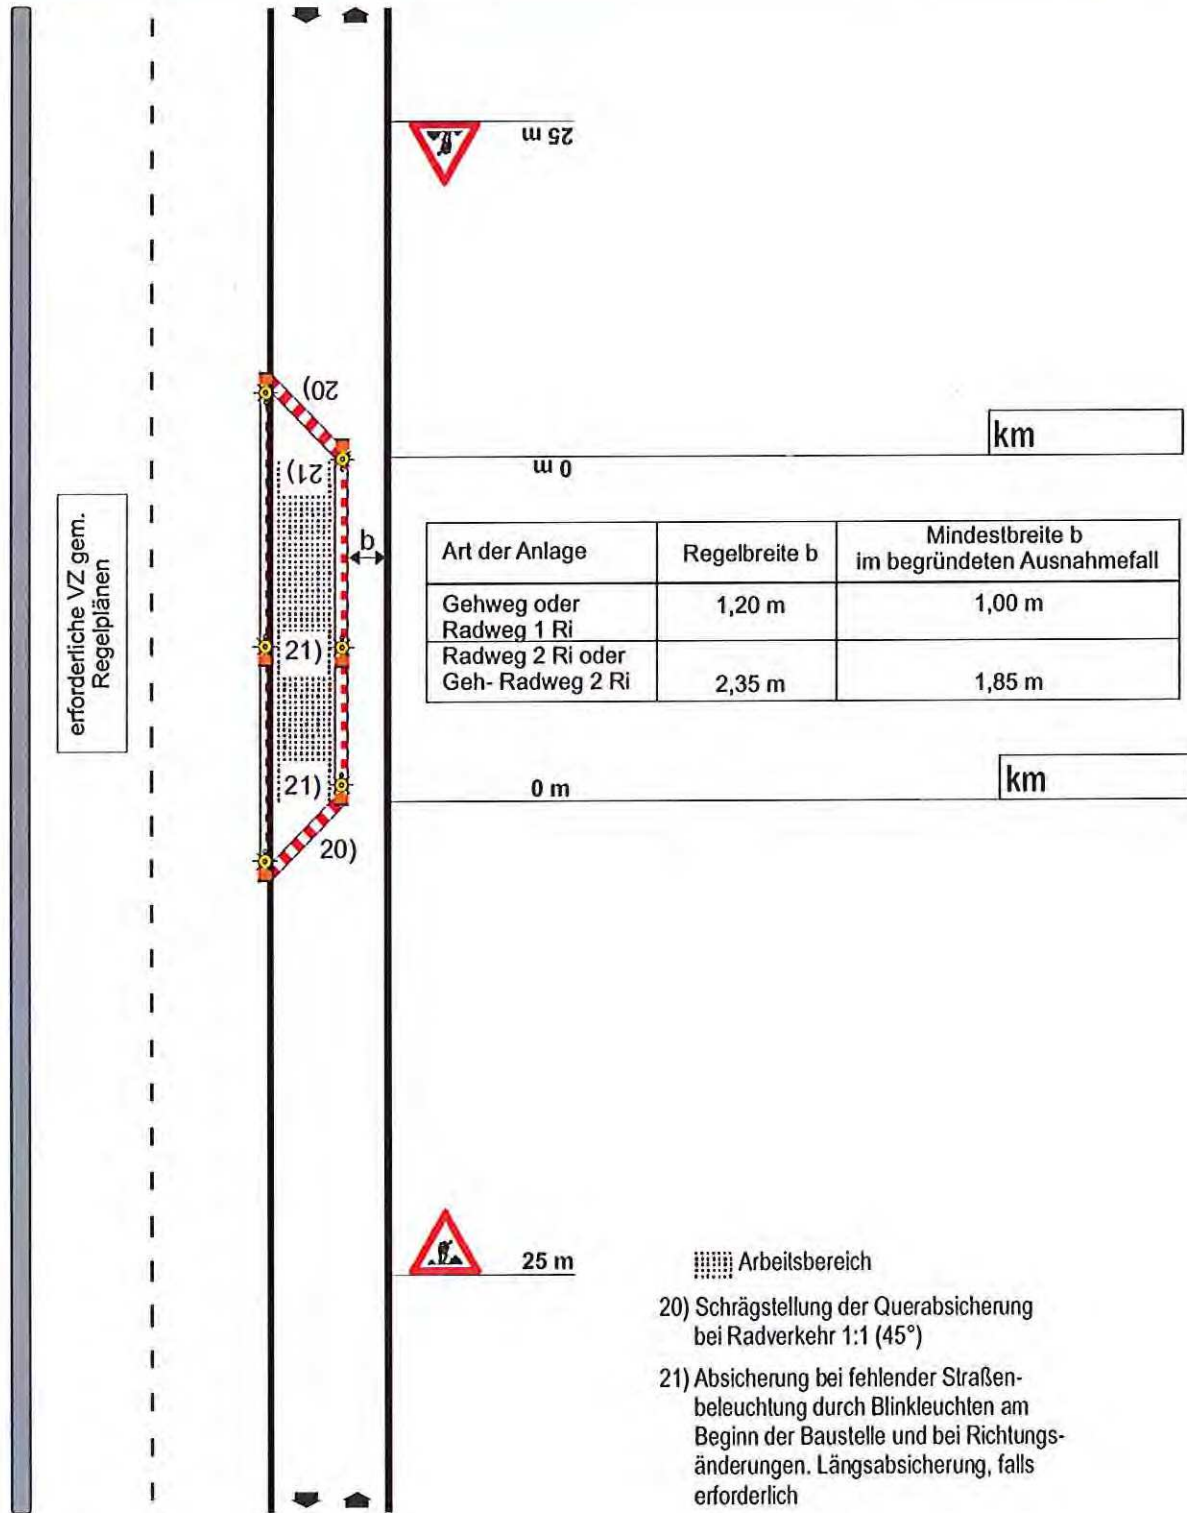 25 m
20)
km
0 m
21)
b
erforderliche VZ gem.
Regelplänen
Art der Anlage
Regelbreite b
Mindestbreite b
im begründeten Ausnahmefall
Gehweg oder
Radweg 1 Ri
1,20 m
1,00 m
Radweg 2 Ri oder
Geh- Radweg 2 Ri
2,35 m
1,85 m
21)
21)
0 m
km
20)
25 m
Arbeitsbereich
20) Schrägstellung der Querabsicherung
bei Radverkehr 1:1 (45°)
21) Absicherung bei fehlender Straßen-
beleuchtung durch Blinkleuchten am
Beginn der Baustelle und bei Richtungs-
änderungen. Längsabsicherung, falls
erforderlich